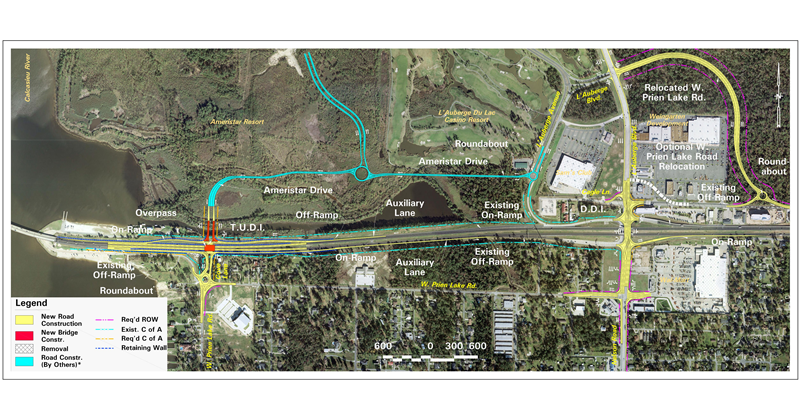 Calcasieu River
Ameristar Resort
L'Auberge Du Lac
Casino Resort
L'Auberge
Blvd.
Relocated W.
Prien Lake Rd.
Roundabout
Ameristar Drive
Optional W.
Prien Lake Road
Relocation
Round-
about
Ameristar Drive
Auxiliary
Lane
Existing
On-Ramp
D.D.I.
Existing
Off Ramp
Overpass
On-Ramp
T.U.D.I.
Off-Ramp
On-Ramp
Existing
Off-Ramp
On-Ramp
Auxiliary
Lane
Existing
Off-Ramp
Roundabout
W. Prien Lake Rd
Legend
New Road
Construction
New Bridge
Constr.
Removal
Road Constr.
(By Others)*
Req'd ROW
Exist. C of A
Req'd C of A
Retaining Wall
600 0 300 600